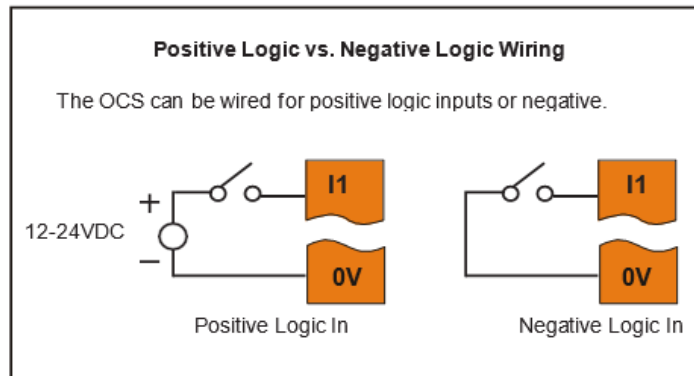 Positive Logic vs. Negative Logic Wiring
The OCS can be wired for positive logic inputs or negative.
I1
I1
+
12-24VDC
−
0V
0V
Positive Logic In
Negative Logic In